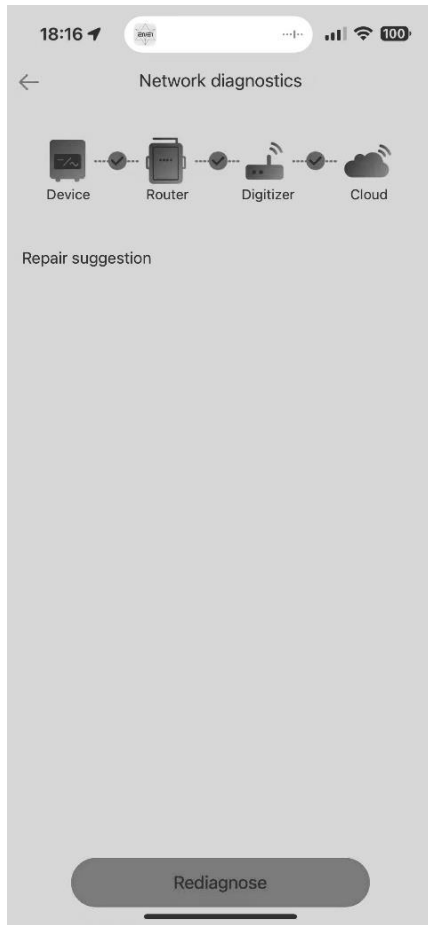 18:16
100
Network diagnostics
Device Router Digitizer Cloud
Repair suggestion
Rediagnose